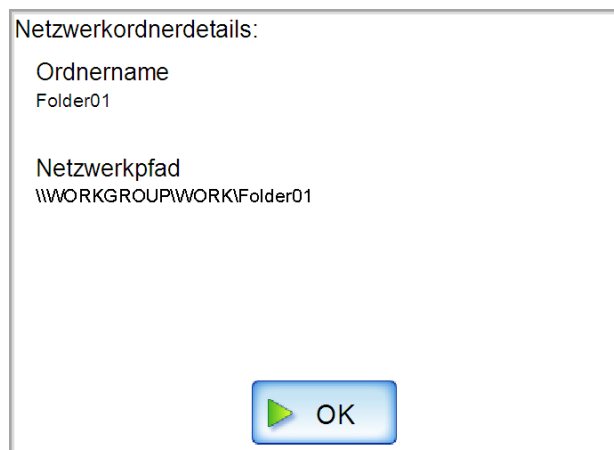 Netzwerkordnerdetails:
Ordnername
Folder01
Netzwerkpfad
\\WORKGROUP\WORK\Folder01
OK